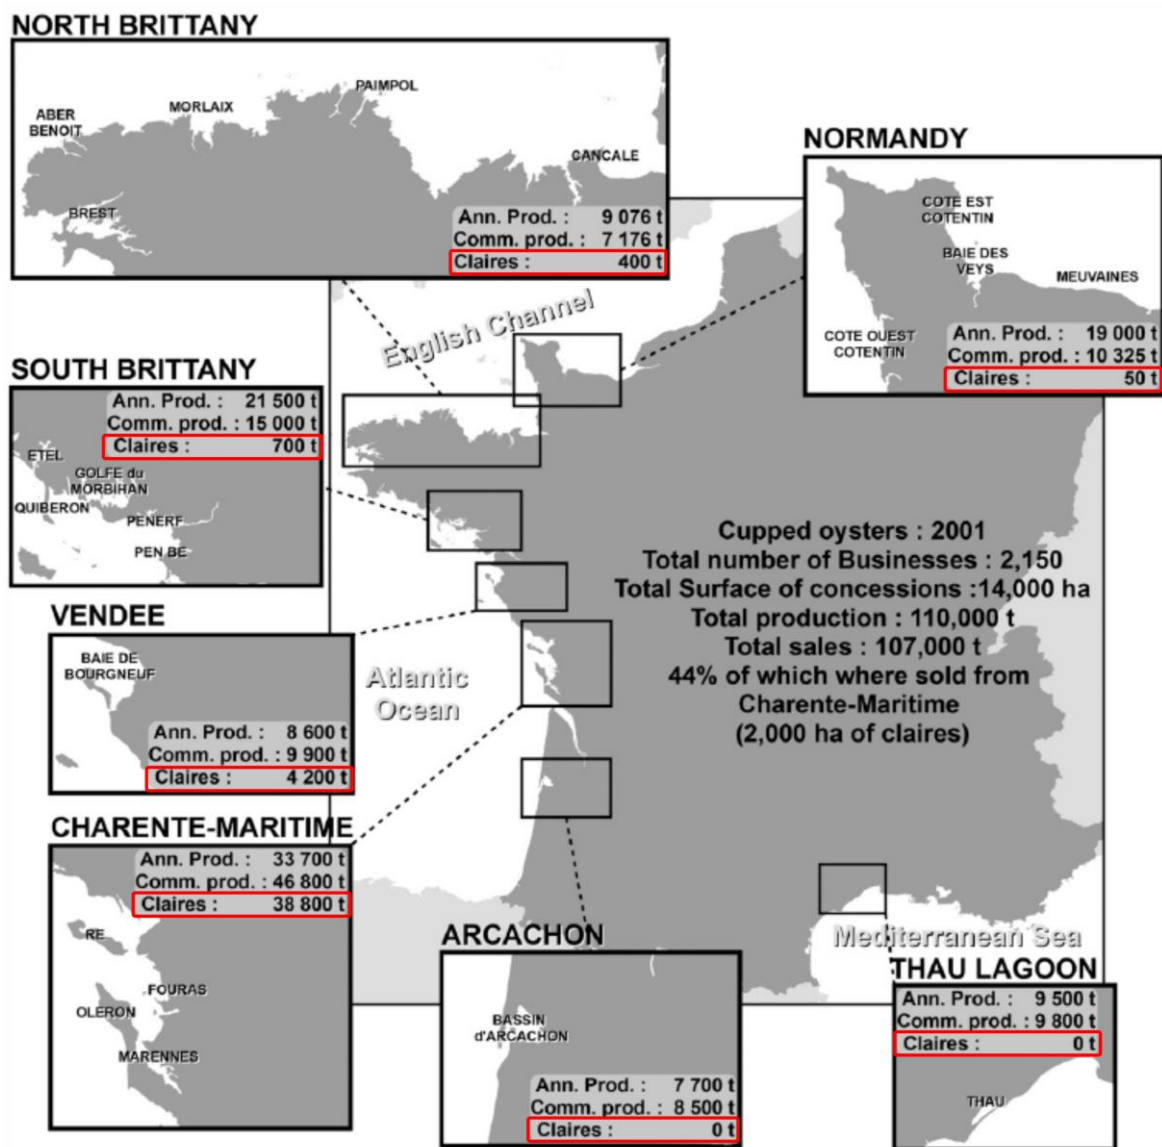 NORTH BRITTANY
ABER
BENOIT
MORLAIX
PAIMPOL
CANCALE
BREST
Ann. Prod. : 9 076 t
Comm. prod. : 7 176 t
Claires : 400 t
NORMANDY
COTE EST
COTENTIN
BAIE DES
VEYS
MEUVAINES
COTE OUEST
COTENTIN
Ann. Prod. : 19 000 t
Comm. prod. : 10 325 t
Claires : 50 t
English Channel
SOUTH BRITTANY
Ann. Prod. : 21 500 t
Comm. prod. : 15 000 t
Claires : 700 t
ETEL
GOLFE du
MORBIHAN
QUIBERON
PENERF
PEN BE
Cupped oysters : 2001
Total number of Businesses : 2,150
Total Surface of concessions :14,000 ha
Total production : 110,000 t
Total sales : 107,000 t
44% of which where sold from
Charente-Maritime
(2,000 ha of claires)
VENDEE
BAIE DE
BOURGNEUF
Ann. Prod. : 8 600 t
Comm. prod. : 9 900 t
Claires : 4 200 t
Atlantic
Ocean
CHARENTE-MARITIME
Ann. Prod. : 33 700 t
Comm. prod. : 46 800 t
Claires : 38 800 t
RE
FOURAS
OLERON
MARENNES
ARCACHON
BASSIN
d'ARCACHON
Ann. Prod. : 7 700 t
Comm. prod. : 8 500 t
Claires : 0 t
Mediterranean Sea
THAU LAGOON
Ann. Prod. : 9 500 t
Comm. prod. : 9 800 t
Claires : 0 t
THAU